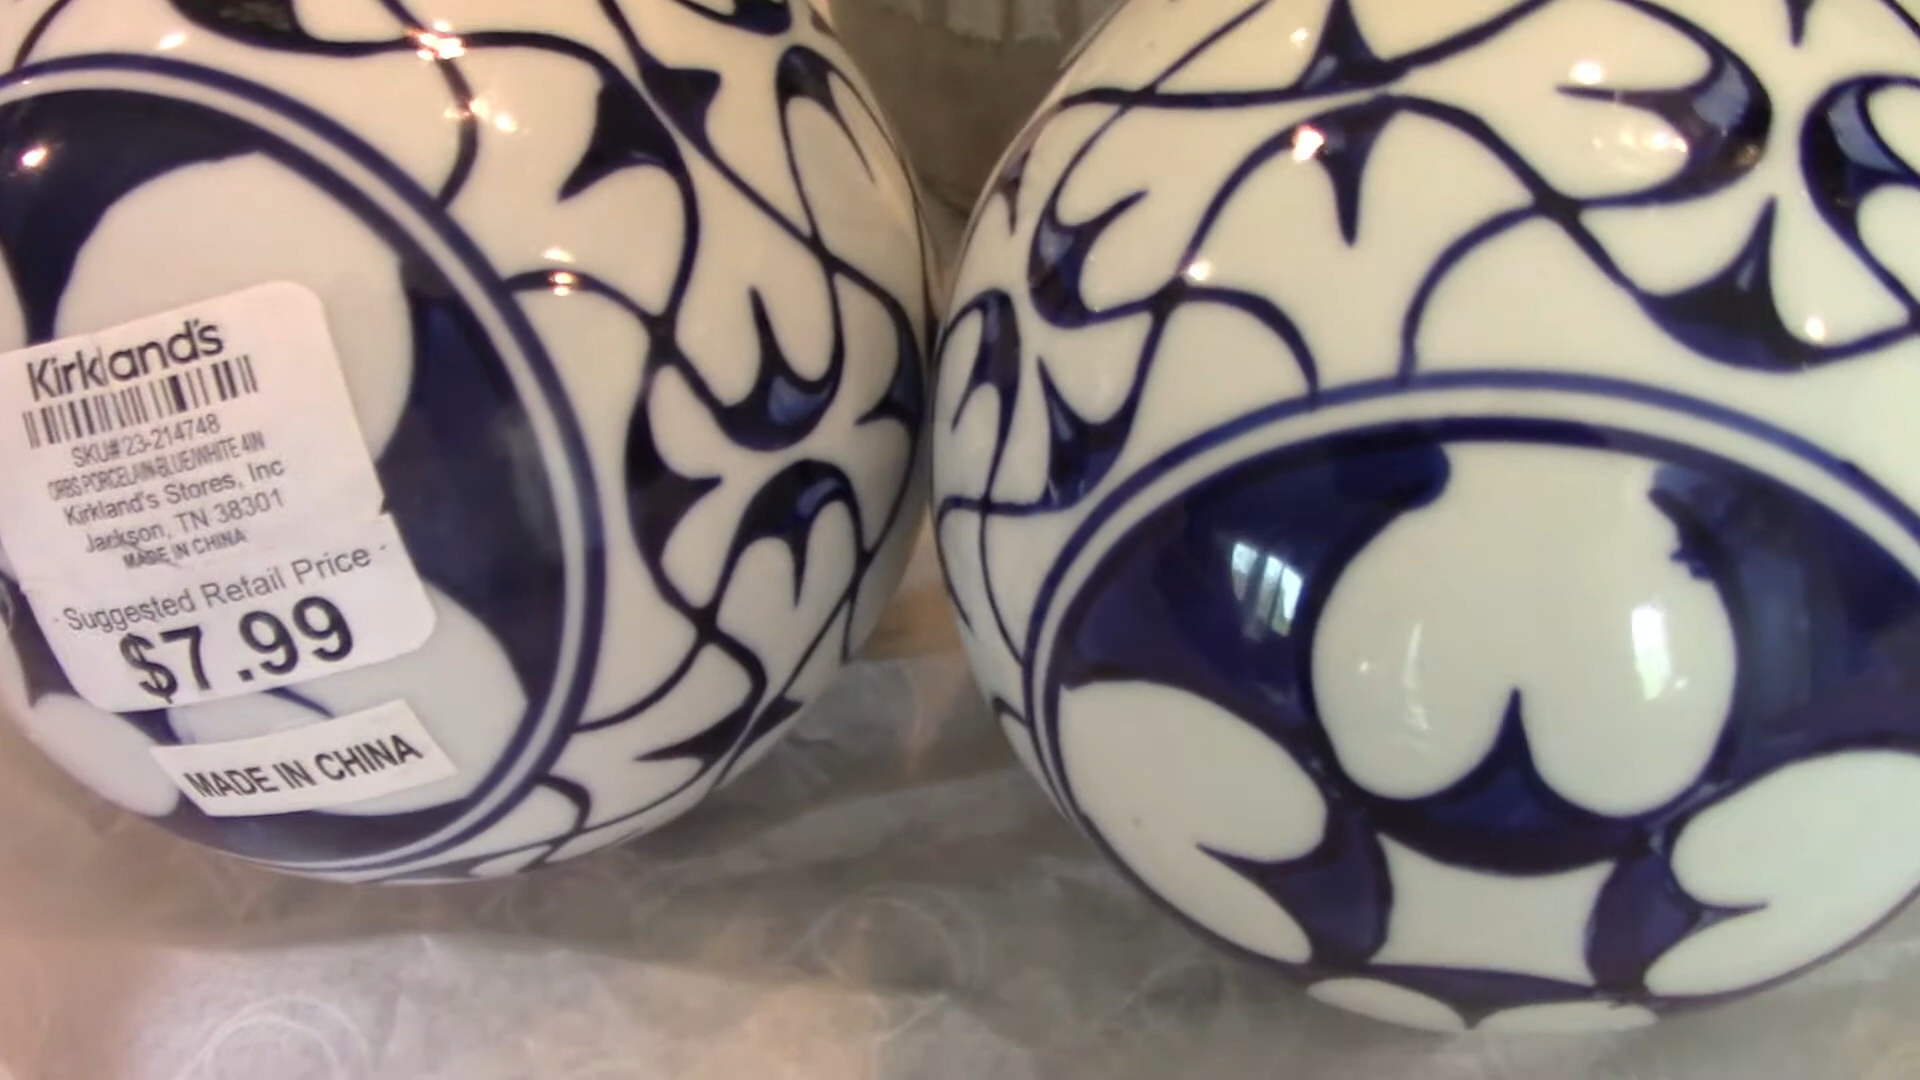 Kirkland's
SKU# 23-214748
ORBS PORCELAIN-BLUE/WHITE 4IN
Kirkland's Stores, Inc
Jackson, TN 38301
MADE IN CHINA
Suggested Retail Price
$7.99
MADE IN CHINA